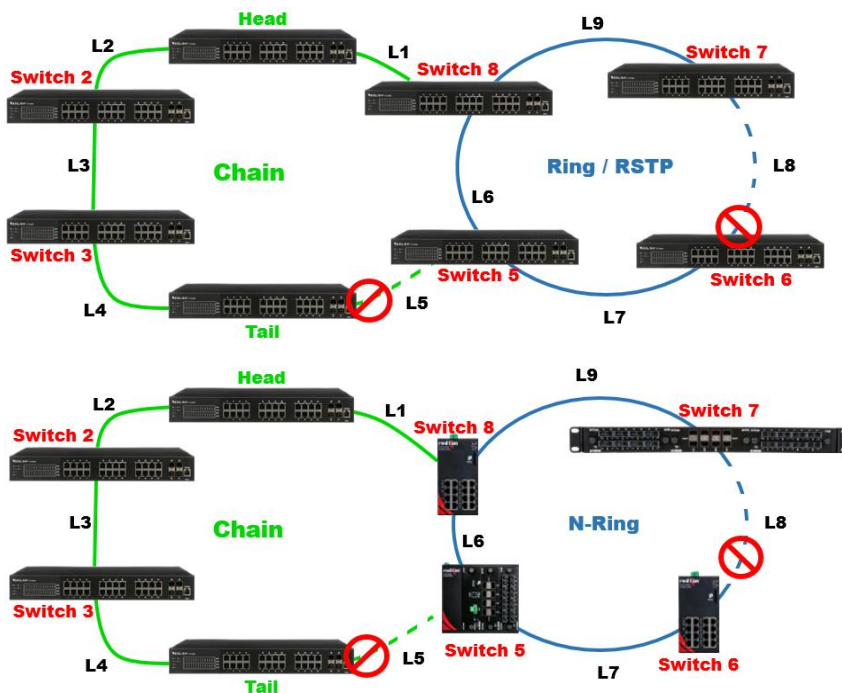 Head
L2
L1
L9
Switch 2
Switch 8
Switch 7
L3
Chain
Ring / RSTP
L8
L6
Switch 3
Switch 5
Switch 6
L4
L5
L7
Tail
Head
L2
L1
L9
Switch 2
Switch 8
Switch 7
L3
Chain
N-Ring
L8
L6
Switch 3
Switch 5
Switch 6
L4
L5
L7
Tail